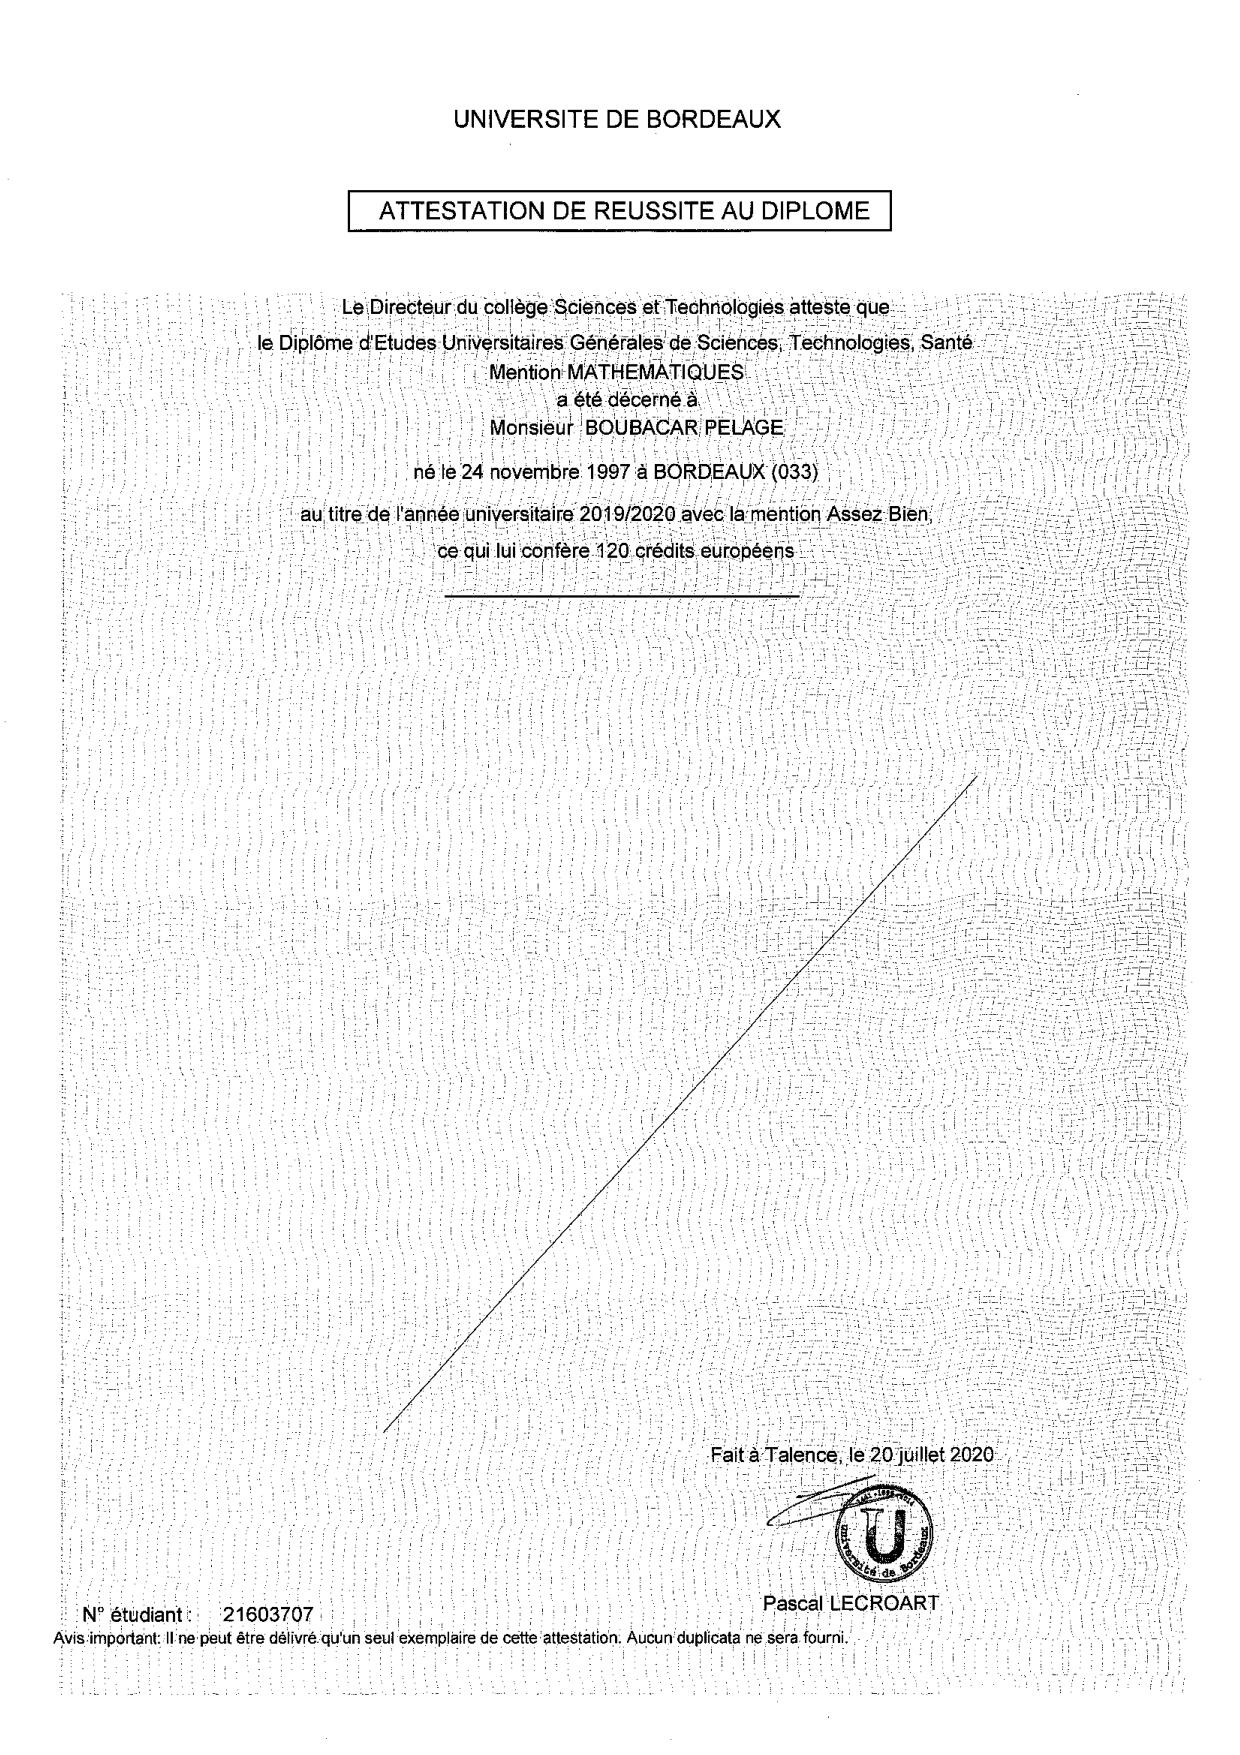 UNIVERSITE DE BORDEAUX
ATTESTATION DE REUSSITE AU DIPLOME
Le Directeur du collège Sciences et Technologies atteste que
le Diplôme d'Etudes Universitaires Générales de Sciences, Technologies, Santé
Mention MATHEMATIQUES
a été décerné à
Monsieur BOUBACAR PELAGE
né le 24 novembre 1997 à BORDEAUX (033)
au titre de l'année universitaire 2019/2020 avec la mention Assez Bien,
ce qui lui confère 120 crédits européens
Fait à Talence, le 20 juillet 2020
U
Université de Bordeaux
Pascal LECROART
N° étudiant : 21603707
Avis important: Il ne peut être délivré qu'un seul exemplaire de cette attestation. Aucun duplicata ne sera fourni.